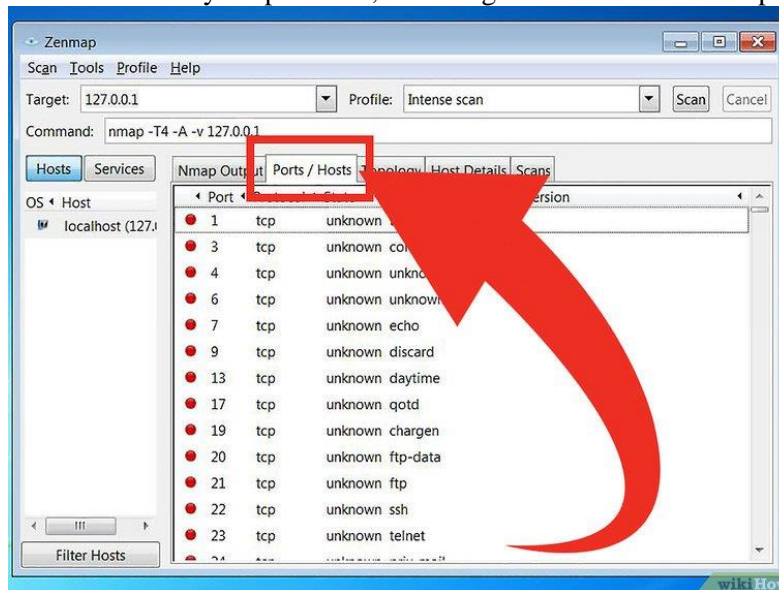 Zenmap
Scan Tools Profile Help
Target: 127.0.0.1 Profile: Intense scan Scan Cancel
Command: nmap -T4 -A -v 127.0.0.1
Hosts Services Nmap Output Ports / Hosts Topology Host Details Scans
OS Host Port Protocol State
localhost (127.
1 tcp unknown
3 tcp unknown
4 tcp unknown
6 tcp unknown unknown
7 tcp unknown echo
9 tcp unknown discard
13 tcp unknown daytime
17 tcp unknown qotd
19 tcp unknown chargen
20 tcp unknown ftp-data
21 tcp unknown ftp
22 tcp unknown ssh
23 tcp unknown telnet
Filter Hosts